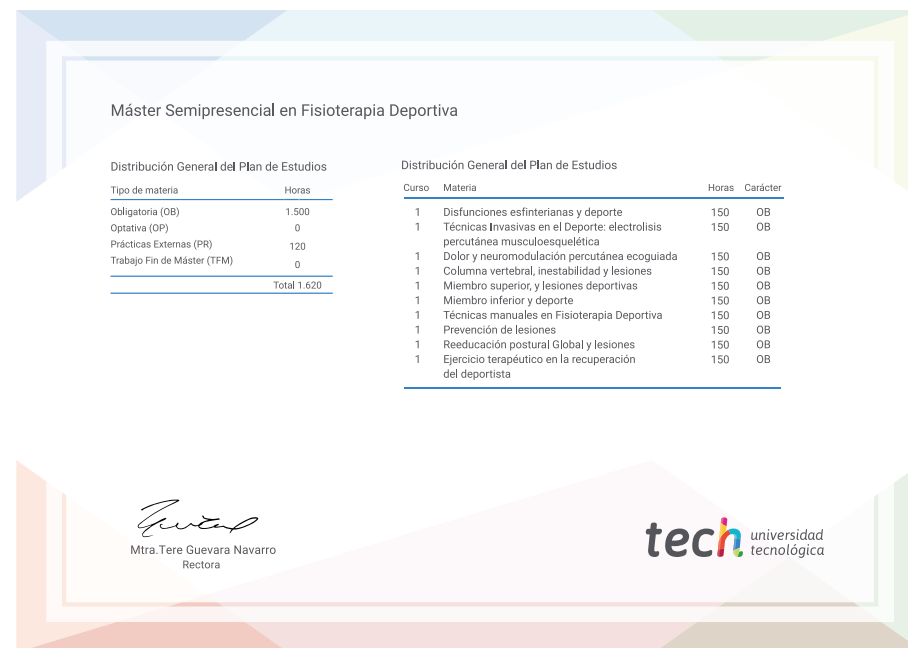 Máster Semipresencial en Fisioterapia Deportiva
Distribución General del Plan de Estudios
Tipo de materia Horas
Obligatoria (OB) 1.500
Optativa (OP) 0
Prácticas Externas (PR) 120
Trabajo Fin de Máster (TFM) 0
Total 1.620
Distribución General del Plan de Estudios
Curso Materia Horas Carácter
1 Disfunciones esfinterianas y deporte 150 OB
1 Técnicas Invasivas en el Deporte: electrolisis 150 OB
percutánea musculoesquelética
1 Dolor y neuromodulación percutánea ecoguiada 150 OB
1 Columna vertebral, inestabilidad y lesiones 150 OB
1 Miembro superior, y lesiones deportivas 150 OB
1 Miembro inferior y deporte 150 OB
1 Técnicas manuales en Fisioterapia Deportiva 150 OB
1 Prevención de lesiones 150 OB
1 Reeducación postural Global y lesiones 150 OB
1 Ejercicio terapéutico en la recuperación 150 OB
del deportista
Mtra.Tere Guevara Navarro
Rectora
tech universidad
tecnológica